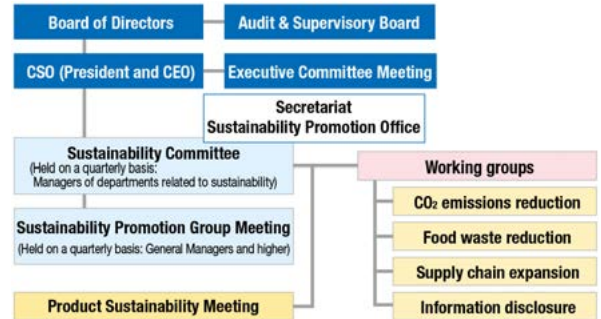 Board of Directors
Audit & Supervisory Board
CSO (President and CEO)
Executive Committee Meeting
Secretariat
Sustainability Promotion Office
Sustainability Committee
(Held on a quarterly basis:
Managers of departments related to sustainability)
Sustainability Promotion Group Meeting
(Held on a quarterly basis: General Managers and higher)
Product Sustainability Meeting
Working groups
CO₂ emissions reduction
Food waste reduction
Supply chain expansion
Information disclosure